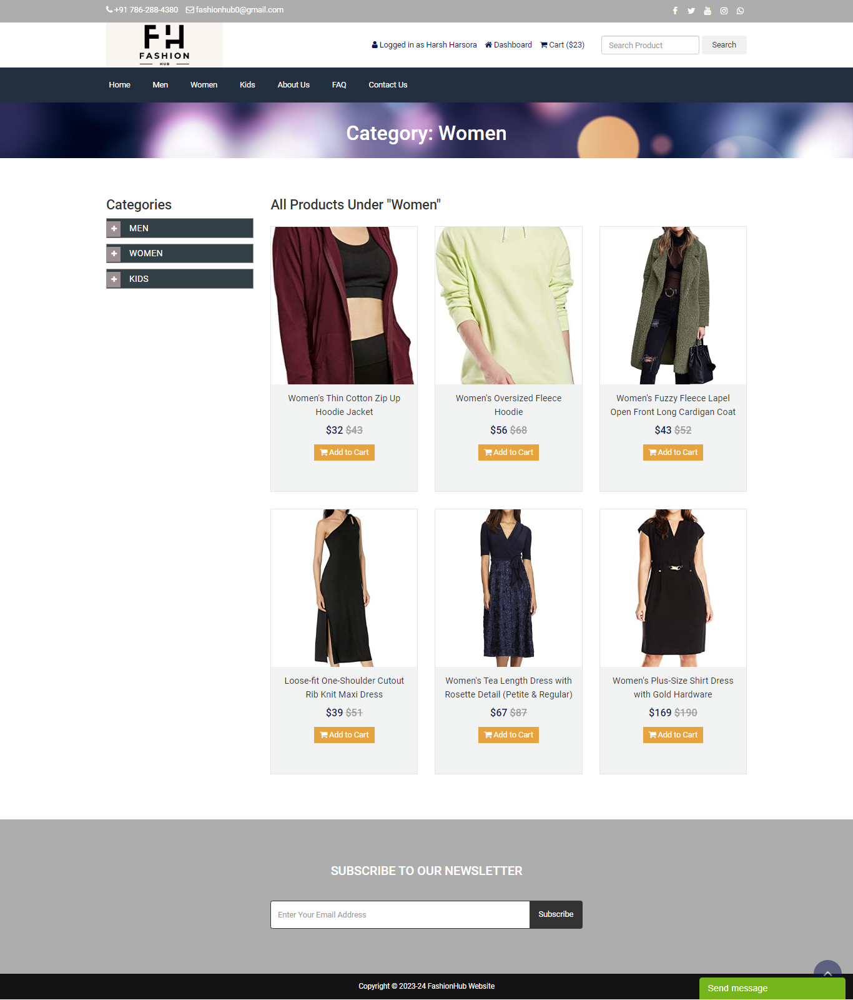 +91 786-288-4380 fashionhub0@gmail.com
FH
FASHION
HUB
Logged in as Harsh Harsora Dashboard Cart ($23) Search Product Search
Home Men Women Kids About Us FAQ Contact Us
Category: Women
Categories
MEN
WOMEN
KIDS
All Products Under "Women"
Women's Thin Cotton Zip Up
Hoodie Jacket
$32 $43
Add to Cart
Women's Oversized Fleece
Hoodie
$56 $68
Add to Cart
Women's Fuzzy Fleece Lapel
Open Front Long Cardigan Coat
$43 $52
Add to Cart
Loose-fit One-Shoulder Cutout
Rib Knit Maxi Dress
$39 $51
Add to Cart
Women's Tea Length Dress with
Rosette Detail (Petite & Regular)
$67 $87
Add to Cart
Women's Plus-Size Shirt Dress
with Gold Hardware
$169 $190
Add to Cart
SUBSCRIBE TO OUR NEWSLETTER
Enter Your Email Address Subscribe
Copyright © 2023-24 FashionHub Website
Send message